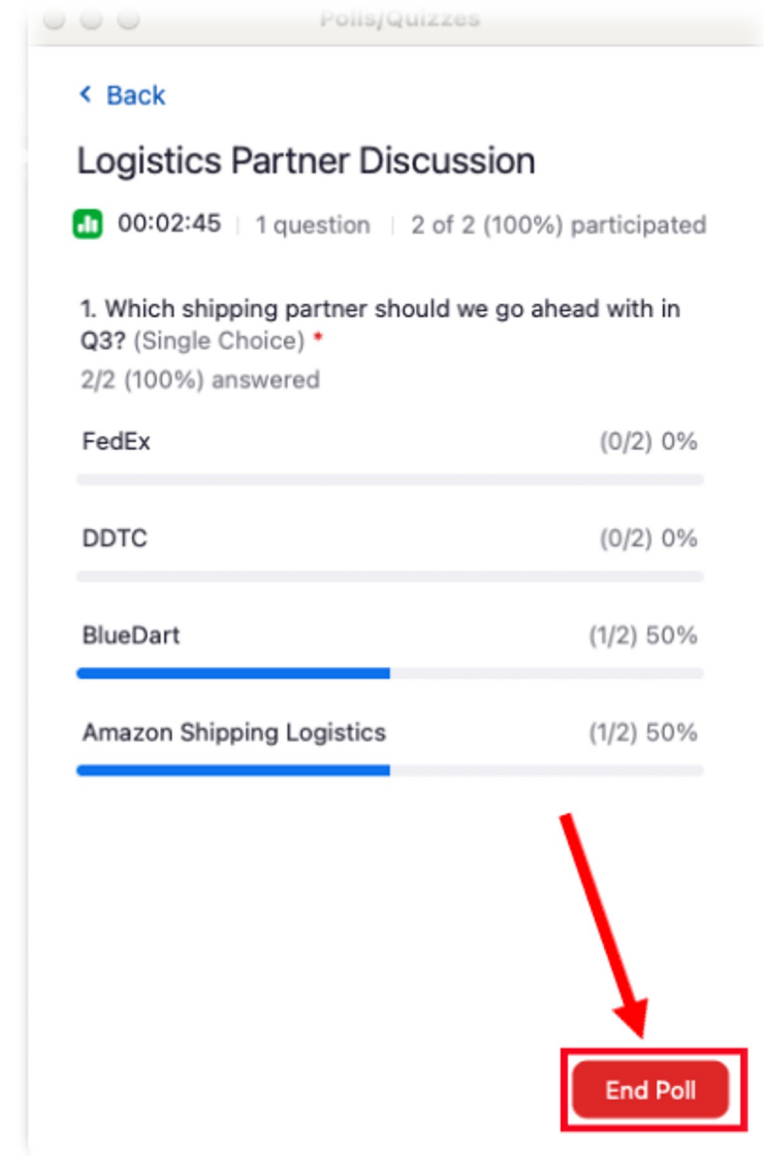 Polls/Quizzes
Back
Logistics Partner Discussion
00:02:45 | 1 question | 2 of 2 (100%) participated
1. Which shipping partner should we go ahead with in
Q3? (Single Choice) *
2/2 (100%) answered
FedEx (0/2) 0%
DDTC (0/2) 0%
BlueDart (1/2) 50%
Amazon Shipping Logistics (1/2) 50%
End Poll